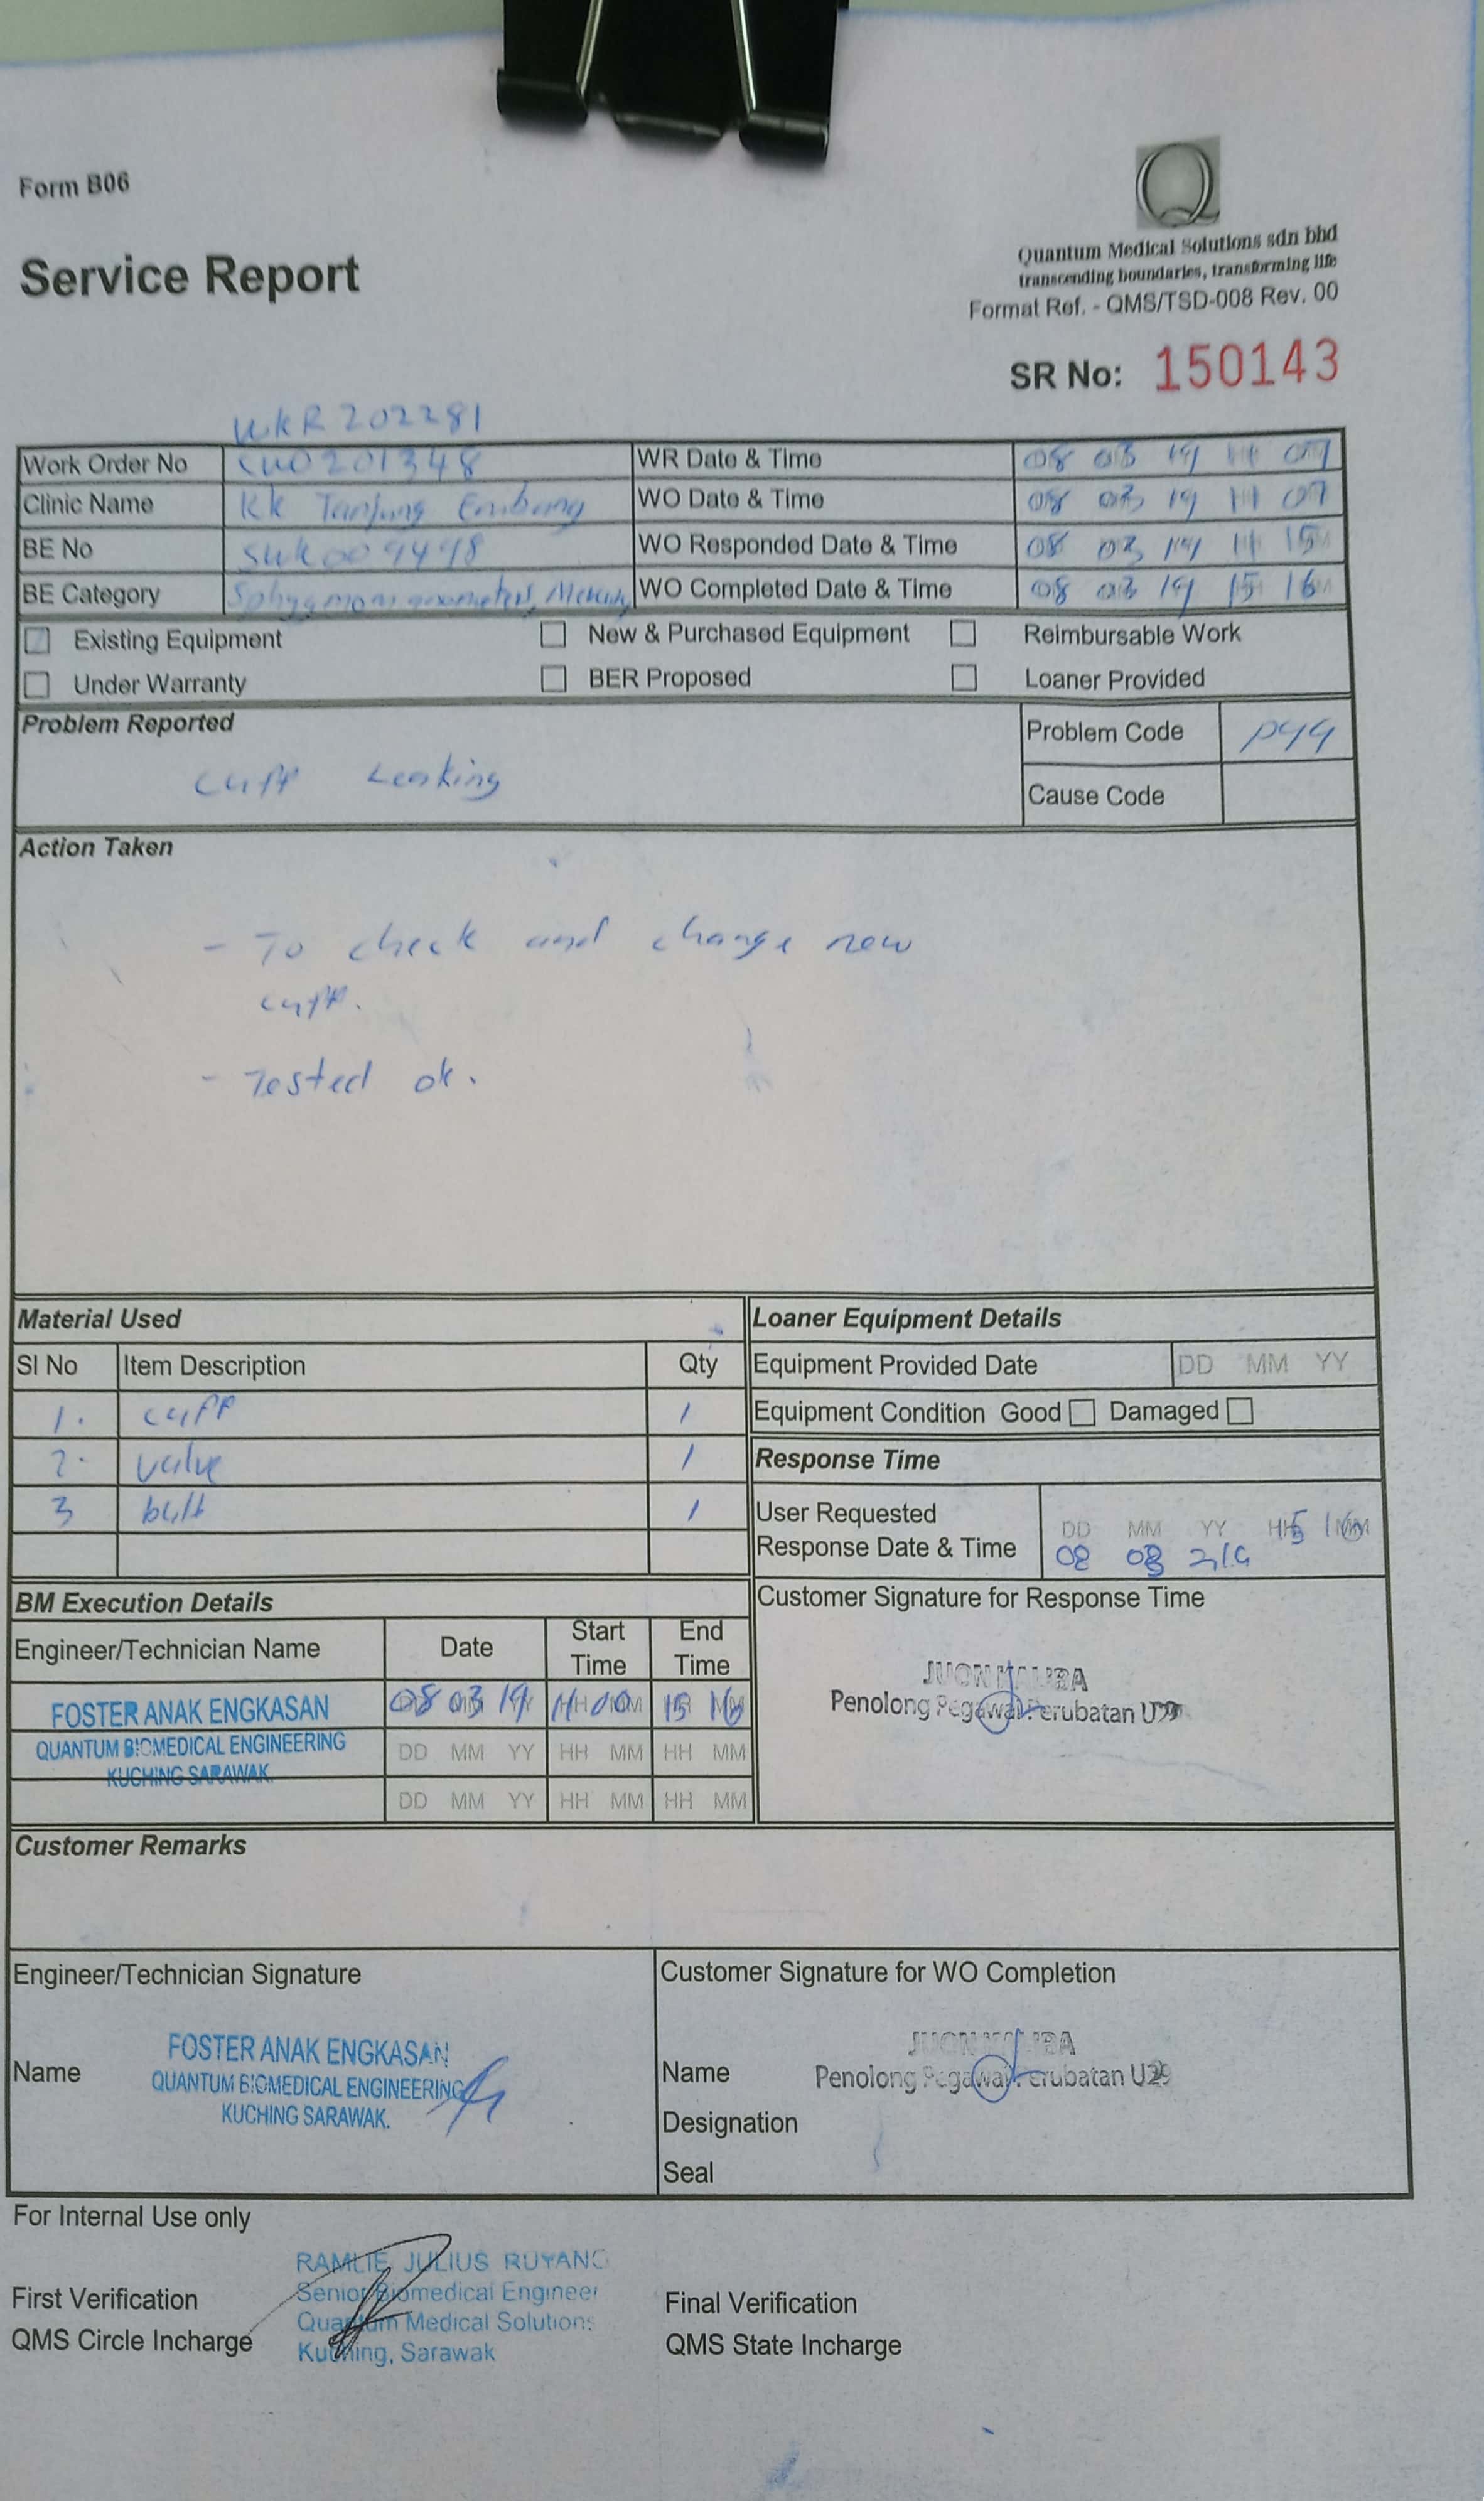 Form B06
Service Report
Quantum Medical Solutions sdn bhd
transcending boundaries, transforming life
Format Ref. - QMS/TSD-008 Rev. 00
SR No: 150143
WKR 202281
Work Order No CWO201348 WR Date & Time 08 03 19 11 07
Clinic Name KK Tanjung Embang WO Date & Time 08 03 19 11 07
BE No SWK009498 WO Responded Date & Time 08 03 19 11 15
BE Category Mercury WO Completed Date & Time 08 03 19 15 16
Existing Equipment New & Purchased Equipment Reimbursable Work
Under Warranty BER Proposed Loaner Provided
Problem Reported
Problem Code P44
cuff Leaking
Cause Code
Action Taken
- To check and change new
cuff.
- Tested ok.
Material Used Loaner Equipment Details
Sl No Item Description Qty Equipment Provided Date DD MM YY
1. cuff 1 Equipment Condition Good Damaged
2. valve 1 Response Time
3 bulb 1 User Requested
Response Date & Time DD MM YY
08 03 15 16
BM Execution Details Customer Signature for Response Time
Engineer/Technician Name Date Start Time End Time
FOSTER ANAK ENGKASAN 08 03 19 11 00 15 16
QUANTUM BIOMEDICAL ENGINEERING DD MM YY HH MM HH MM
KUCHING SARAWAK
DD MM YY HH MM HH MM
JUON
Penolong Pegawai Perubatan U29
Customer Remarks
Engineer/Technician Signature Customer Signature for WO Completion
FOSTER ANAK ENGKASAN JUON
Name QUANTUM BIOMEDICAL ENGINEERING Name Penolong Pegawai Perubatan U29
KUCHING SARAWAK.
Designation
Seal
For Internal Use only
RAMLIE JULIUS RUYANG
First Verification Senior Biomedical Engineer Final Verification
QMS Circle Incharge Quantum Medical Solutions QMS State Incharge
Kuching, Sarawak